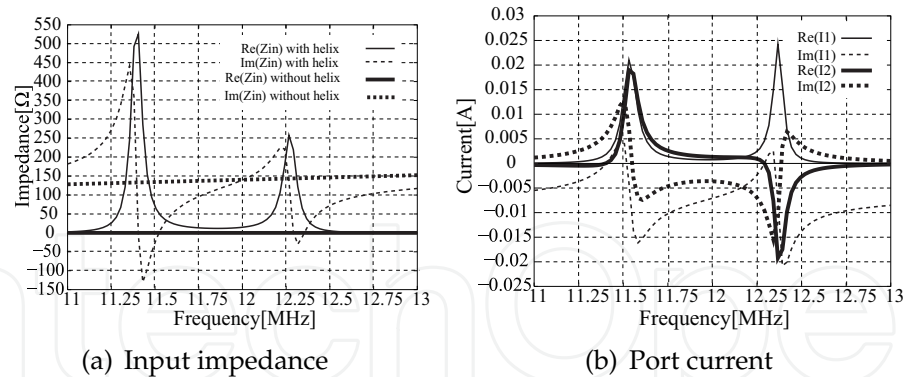 550
500
450
400
350
300
250
200
150
100
50
0
−50
−100
−150
Impedance[Ω]
Re(Zin) with helix
Im(Zin) with helix
Re(Zin) without helix
Im(Zin) without helix
11 11.25 11.5 11.75 12 12.25 12.5 12.75 13
Frequency[MHz]
(a) Input impedance
0.03
0.025
0.02
0.015
0.01
0.005
0
−0.005
−0.01
−0.015
−0.02
−0.025
Current[A]
Re(I1)
Im(I1)
Re(I2)
Im(I2)
11 11.25 11.5 11.75 12 12.25 12.5 12.75 13
Frequency[MHz]
(b) Port current
ntechOpe